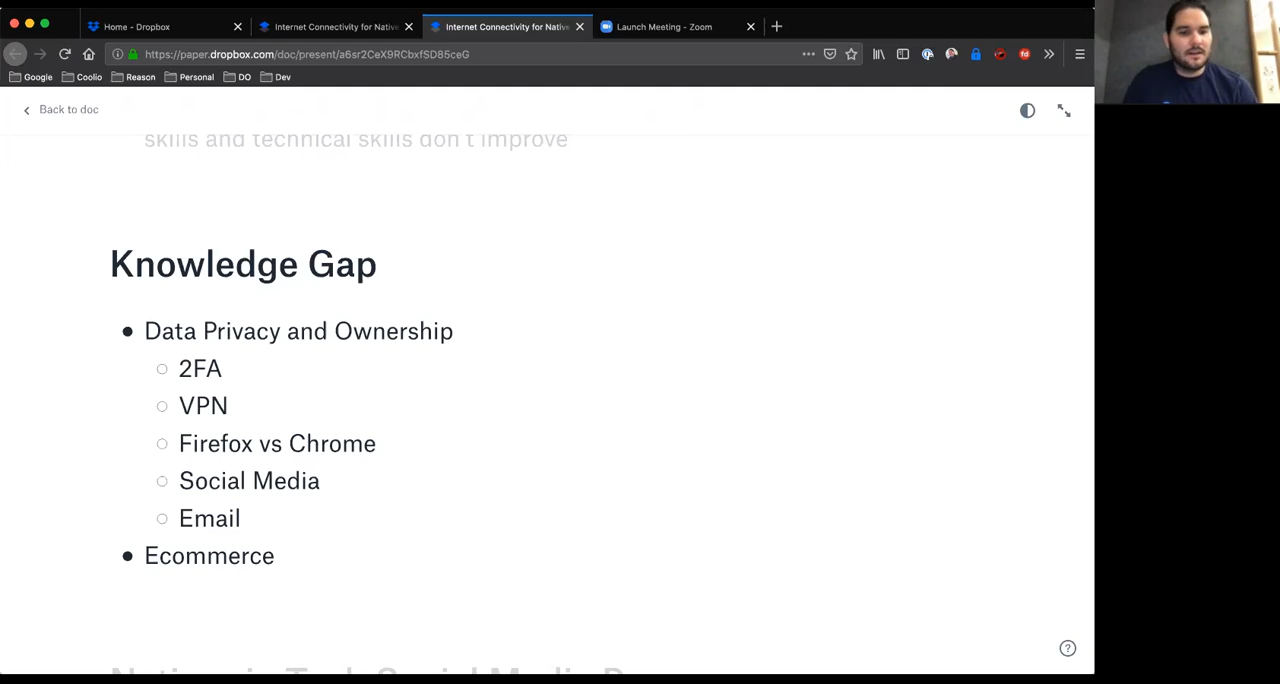 Home - Dropbox
Internet Connectivity for Native
Internet Connectivity for Native
Launch Meeting - Zoom
https://paper.dropbox.com/doc/present/a6sr2CeX9RCbxfSD85ceG
Google
Coolio
Reason
Personal
DO
Dev
Back to doc
skills and technical skills don't improve
Knowledge Gap
Data Privacy and Ownership
2FA
VPN
Firefox vs Chrome
Social Media
Email
Ecommerce